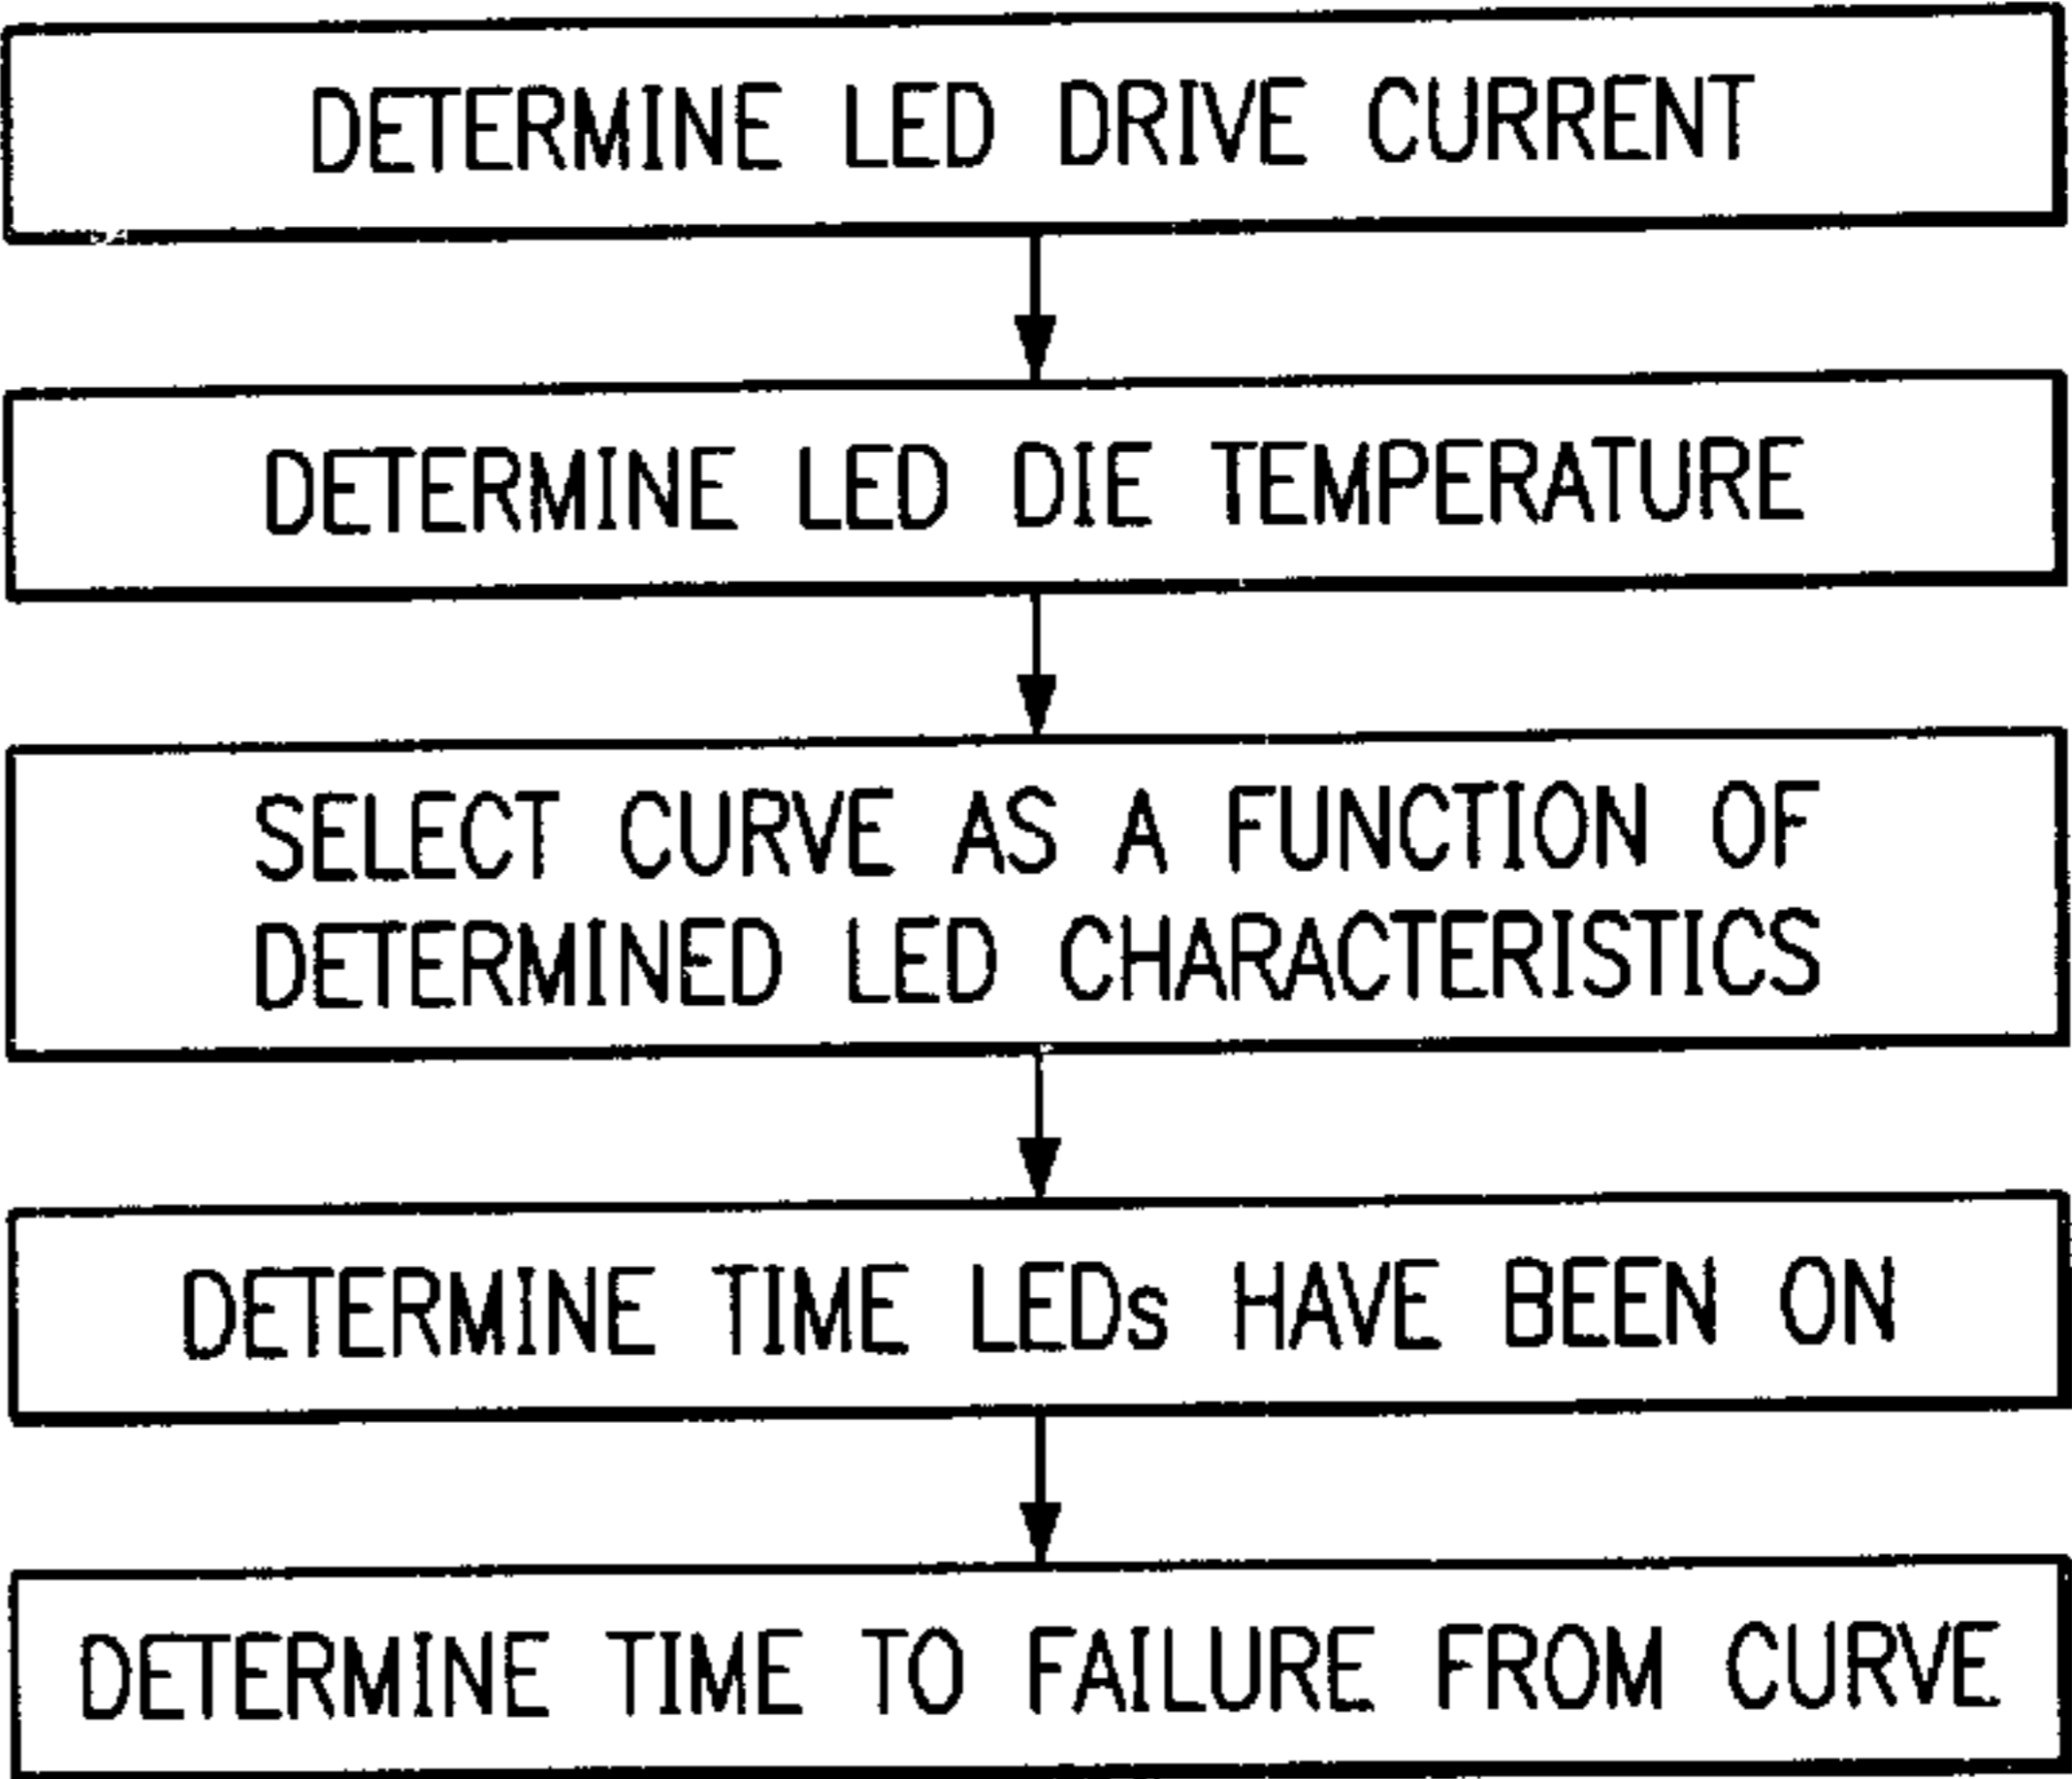 DETERMINE LED DRIVE CURRENT
DETERMINE LED DIE TEMPERATURE
SELECT CURVE AS A FUNCTION OF
DETERMINED LED CHARACTERISTICS
DETERMINE TIME LEDs HAVE BEEN ON
DETERMINE TIME TO FAILURE FROM CURVE